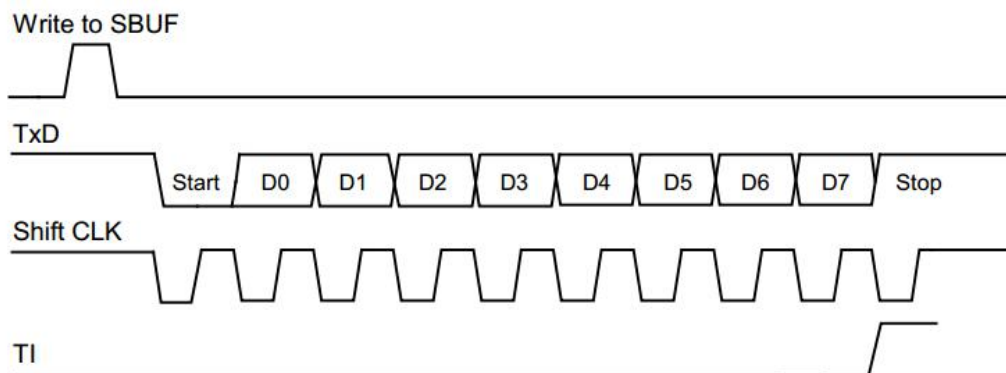 Write to SBUF
TxD
Start D0 D1 D2 D3 D4 D5 D6 D7 Stop
Shift CLK
TI